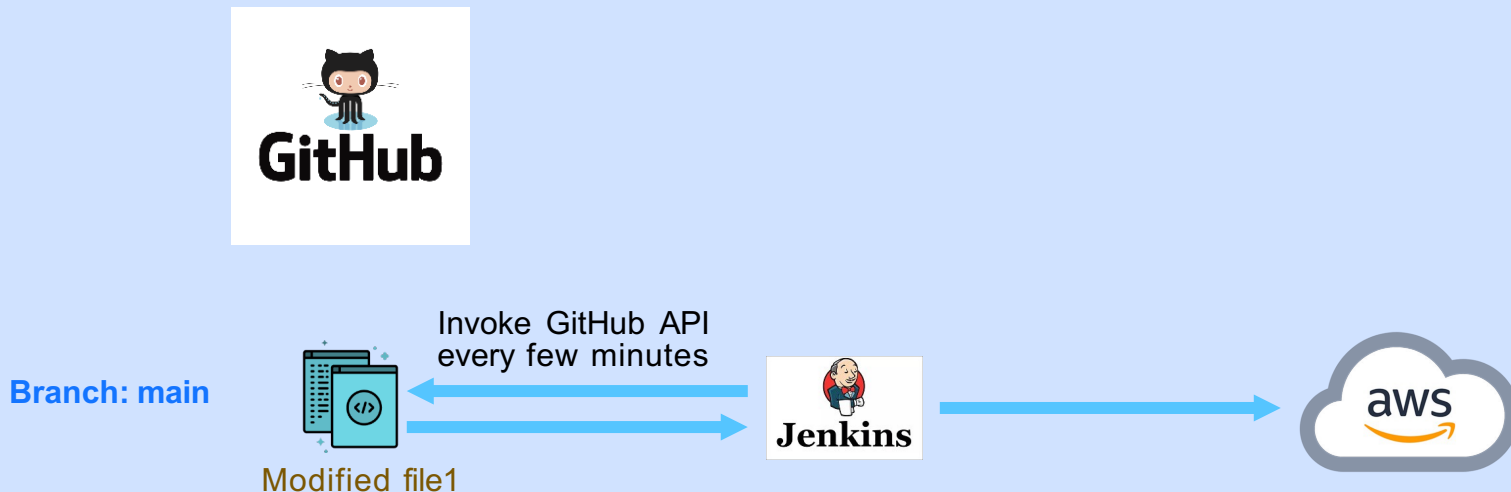 GitHub
Invoke GitHub API
every few minutes
Branch: main
</>
Jenkins
aws
Modified file1